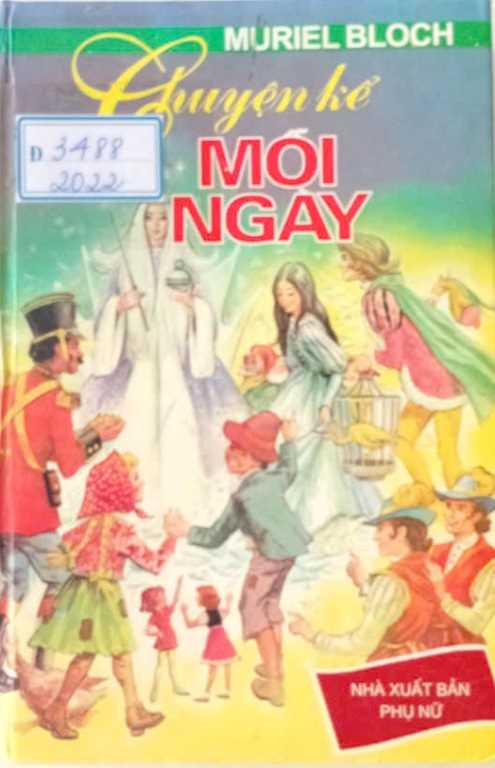 MURIEL BLOCH
Chuyện kể
MỖI
NGÀY
Đ 3488
2022
NHÀ XUẤT BẢN
PHỤ NỮ